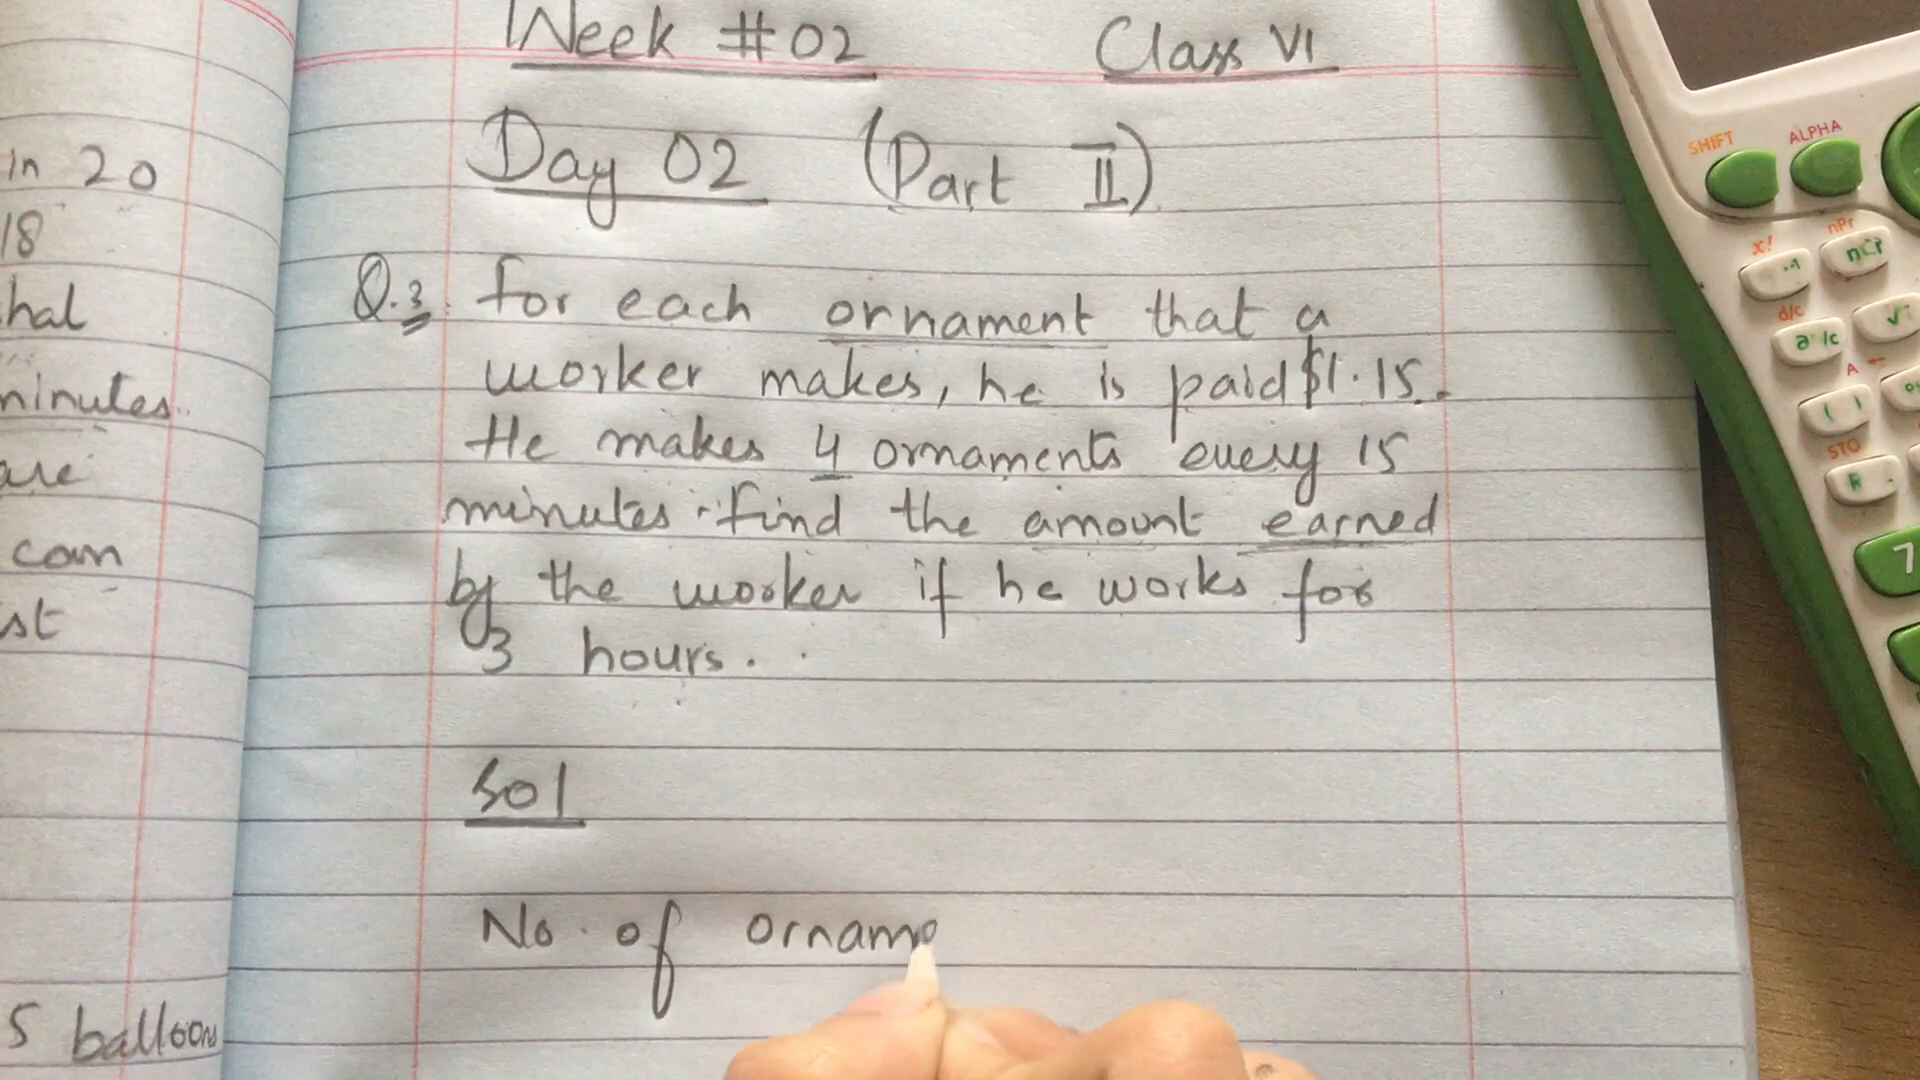 Week #02 Class VI
Day 02 (Part II)
in 20
18
hal
minutes
are
can
st
5 balloons
Q.3. For each ornament that a
worker makes, he is paid $1.15.
He makes 4 ornaments every 15
minutes. Find the amount earned
by the worker if he works for
3 hours.
Sol
No. of orname
SHIFT ALPHA
x! nPr
nCr
d/c
a b/c √
A
( )
STO
R
7